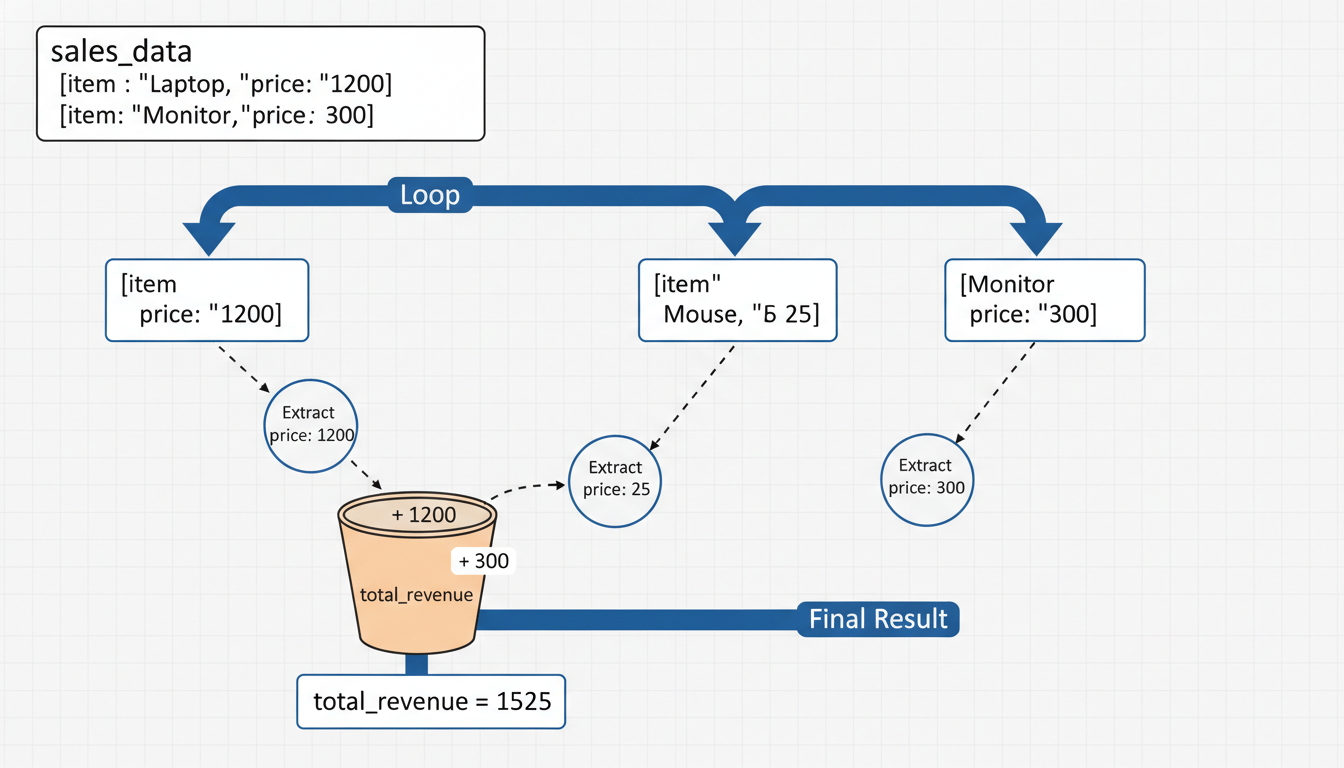 sales_data
[item : "Laptop, "price: "1200]
[item: "Monitor,"price: 300]
Loop
[item
price: "1200]
[item"
Mouse, "Б 25]
[Monitor
price: "300]
Extract
price: 1200
Extract
price: 25
Extract
price: 300
+ 1200
+ 300
total_revenue
Final Result
total_revenue = 1525